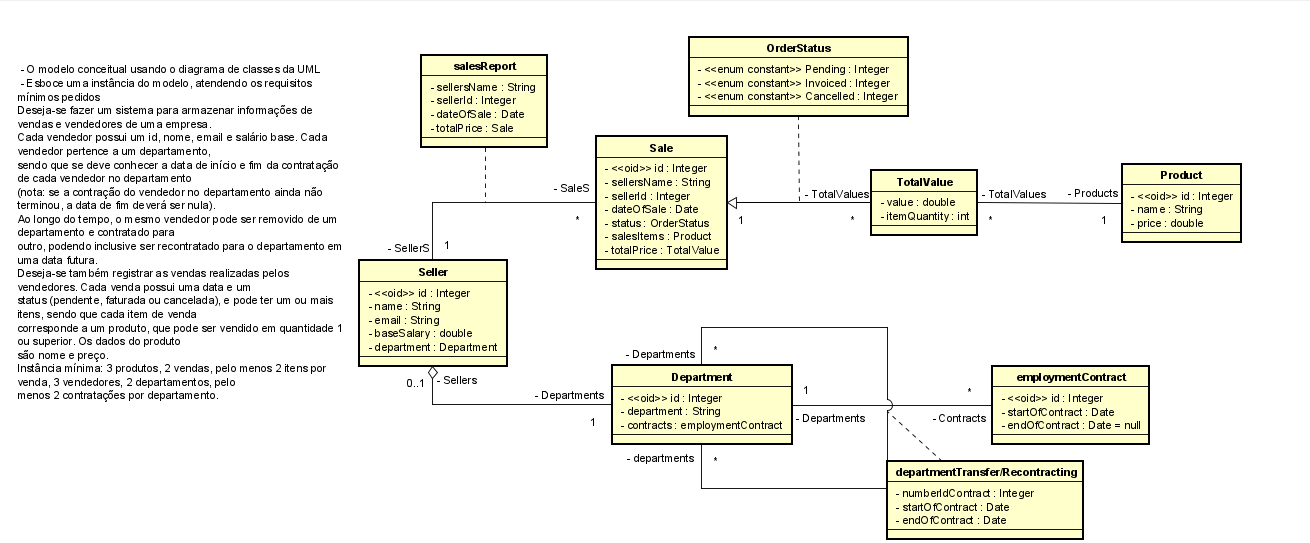 - O modelo conceitual usando o diagrama de classes da UML
- Esboce uma instância do modelo, atendendo os requisitos
mínimos pedidos
Deseja-se fazer um sistema para armazenar informações de
vendas e vendedores de uma empresa.
Cada vendedor possui um id, nome, email e salário base. Cada
vendedor pertence a um departamento,
sendo que se deve conhecer a data de início e fim da contratação
de cada vendedor no departamento
(nota: se a contração do vendedor no departamento ainda não
terminou, a data de fim deverá ser nula).
Ao longo do tempo, o mesmo vendedor pode ser removido de um
departamento e contratado para
outro, podendo inclusive ser recontratado para o departamento em
uma data futura.
Deseja-se também registrar as vendas realizadas pelos
vendedores. Cada venda possui uma data e um
status (pendente, faturada ou cancelada), e pode ter um ou mais
itens, sendo que cada item de venda
corresponde a um produto, que pode ser vendido em quantidade 1
ou superior. Os dados do produto
são nome e preço.
Instância mínima: 3 produtos, 2 vendas, pelo menos 2 itens por
venda, 3 vendedores, 2 departamentos, pelo
menos 2 contratações por departamento.
salesReport
- sellersName : String
- sellerId : Integer
- dateOfSale : Date
- totalPrice : Sale
OrderStatus
- <<enum constant>> Pending : Integer
- <<enum constant>> Invoiced : Integer
- <<enum constant>> Cancelled : Integer
Sale
- <<oid>> id : Integer
- sellersName : String
- sellerId : Integer
- dateOfSale : Date
- status : OrderStatus
- salesItems : Product
- totalPrice : TotalValue
- SaleS
*
1
- TotalValues
*
TotalValue
- value : double
- itemQuantity : int
- TotalValues
*
- Products
1
Product
- <<oid>> id : Integer
- name : String
- price : double
- SellerS
1
Seller
- <<oid>> id : Integer
- name : String
- email : String
- baseSalary : double
- department : Department
0..1
- Sellers
- Departments
1
- Departments
*
Department
- <<oid>> id : Integer
- department : String
- contracts : employmentContract
1
- Departments
*
- Contracts
employmentContract
- <<oid>> id : Integer
- startOfContract : Date
- endOfContract : Date = null
- departments
*
departmentTransfer/Recontracting
- numberIdContract : Integer
- startOfContract : Date
- endOfContract : Date